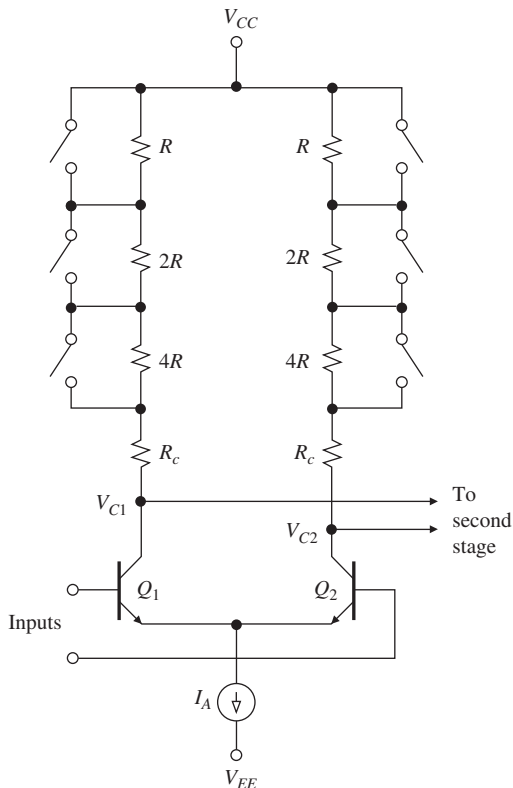 V_CC
R
R
2R
2R
4R
4R
R_c
R_c
V_C1
To
second
stage
V_C2
Q_1
Q_2
Inputs
I_A
V_EE